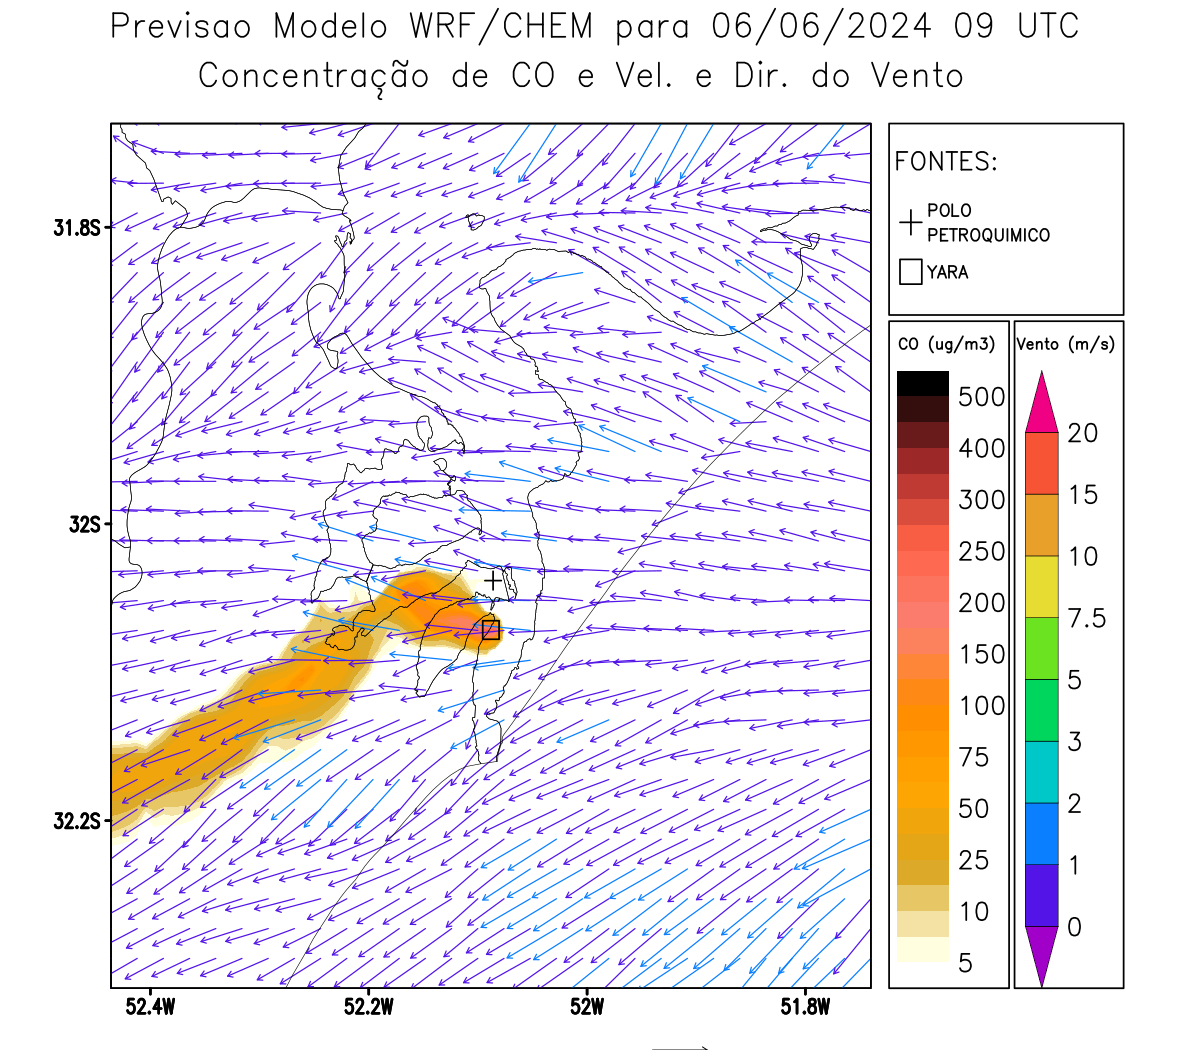 Previsao Modelo WRF/CHEM para 06/06/2024 09 UTC
Concentração de CO e Vel. e Dir. do Vento
FONTES:
POLO
PETROQUIMICO
YARA
31.8S
32S
32.2S
52.4W
52.2W
52W
51.8W
CO (ug/m3)
500
400
300
250
200
150
100
75
50
25
10
5
Vento (m/s)
20
15
10
7.5
5
3
2
1
0